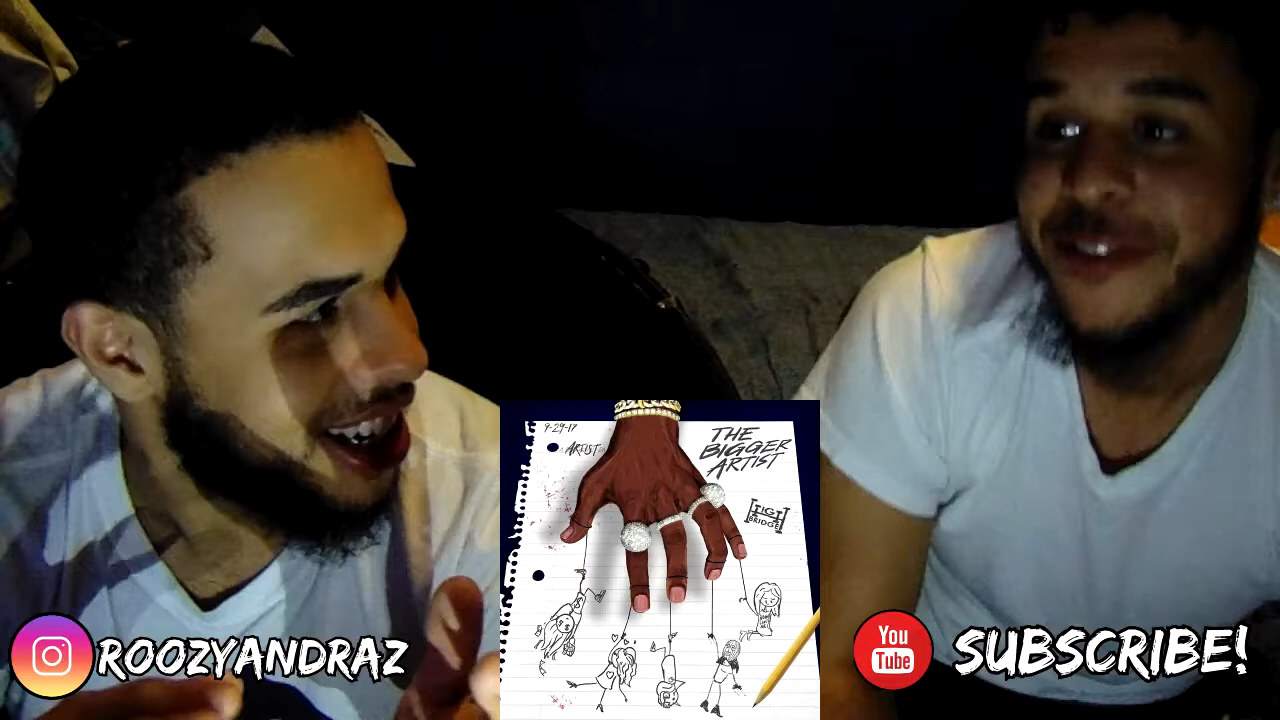 9-29-17
ARTIST
THE
BIGGER
ARTIST
HIGH
BRIDGE
ROOZYANDRAZ
You
Tube
SUBSCRIBE!